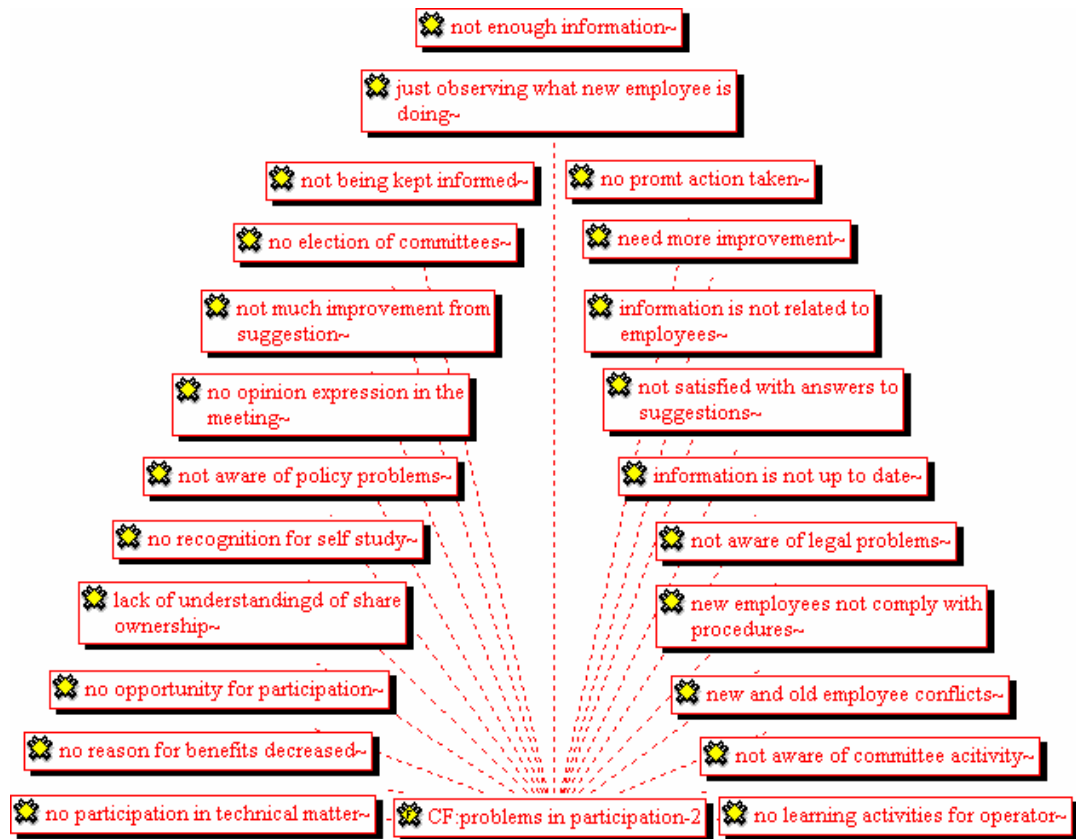 not enough information~
just observing what new employee is
doing~
not being kept informed~
no promt action taken~
no election of committees~
need more improvement~
not much improvement from
suggestion~
information is not related to
employees~
no opinion expression in the
meeting~
not satisfied with answers to
suggestions~
not aware of policy problems~
information is not up to date~
no recognition for self study~
not aware of legal problems~
lack of understandingd of share
ownership~
new employees not comply with
procedures~
no opportunity for participation~
new and old employee conflicts~
no reason for benefits decreased~
not aware of committee acitivity~
no participation in technical matter~
CF:problems in participation-2
no learning activities for operator~